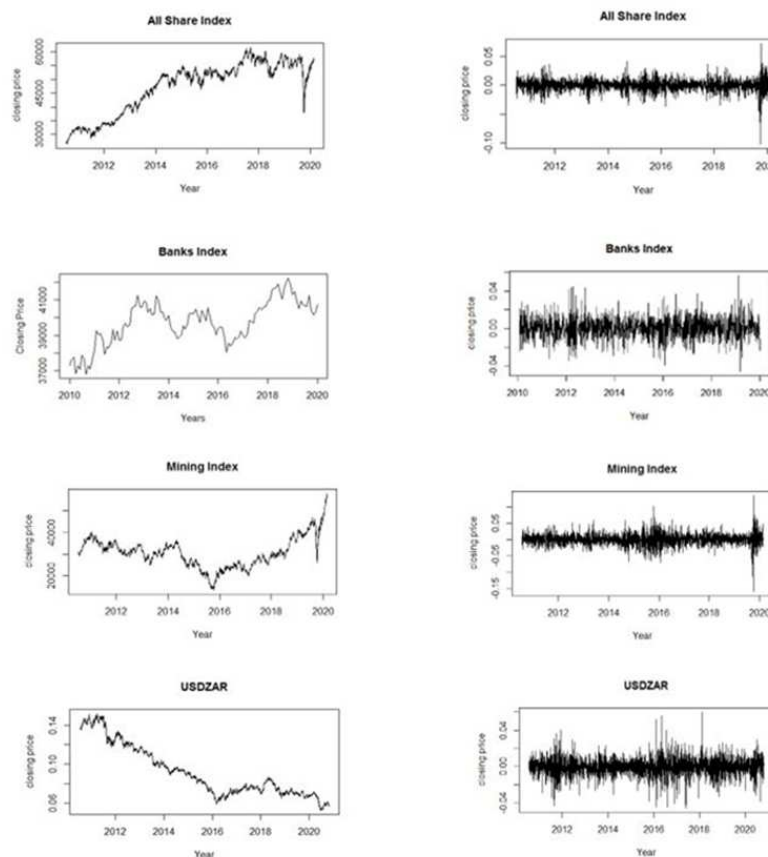 All Share Index
closing price
30000 45000 60000
2012 2014 2016 2018 2020
Year
All Share Index
closing price
-0.10 0.00 0.05
2012 2014 2016 2018 202
Year
Banks Index
Closing Price
37000 39000 41000
2010 2012 2014 2016 2018 2020
Years
Banks Index
closing price
-0.04 0.00 0.04
2010 2012 2014 2016 2018 2020
Year
Mining Index
closing price
20000 40000
2012 2014 2016 2018 2020
Year
Mining Index
closing price
-0.15 -0.05 0.05
2012 2014 2016 2018 2020
Year
USDZAR
closing price
0.06 0.10 0.14
2012 2014 2016 2018 2020
Year
USDZAR
closing price
-0.04 0.00 0.04
2012 2014 2016 2018 2020
Year